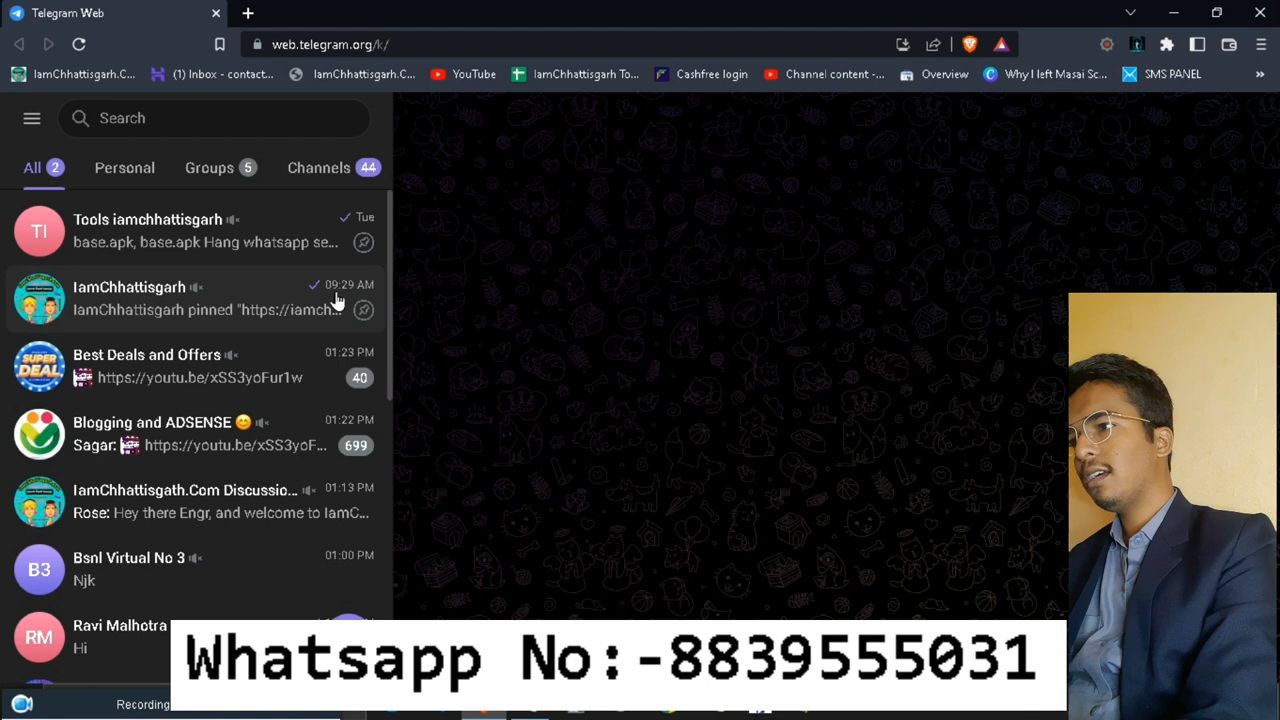 Telegram Web
web.telegram.org/k/
IamChhattisgarh.C...
(1) Inbox - contact...
IamChhattisgarh.C...
YouTube
IamChhattisgarh To...
Cashfree login
Channel content -...
Overview
Why I left Masai Sc...
SMS PANEL
Search
All 2
Personal
Groups 5
Channels 44
TI
Tools iamchhattisgarh
Tue
base.apk, base.apk Hang whatsapp se...
IamChhattisgarh
09:29 AM
IamChhattisgarh pinned "https://iamch...
SUPER DEAL
Best Deals and Offers
01:23 PM
https://youtu.be/xSS3yoFur1w
40
Blogging and ADSENSE 😊
01:22 PM
Sagar: https://youtu.be/xSS3yoF...
699
IamChhattisgath.Com Discussio...
01:13 PM
Rose: Hey there Engr, and welcome to IamC...
B3
Bsnl Virtual No 3
01:00 PM
Njk
RM
Ravi Malhotra
Hi
Whatsapp No:-8839555031
Recording